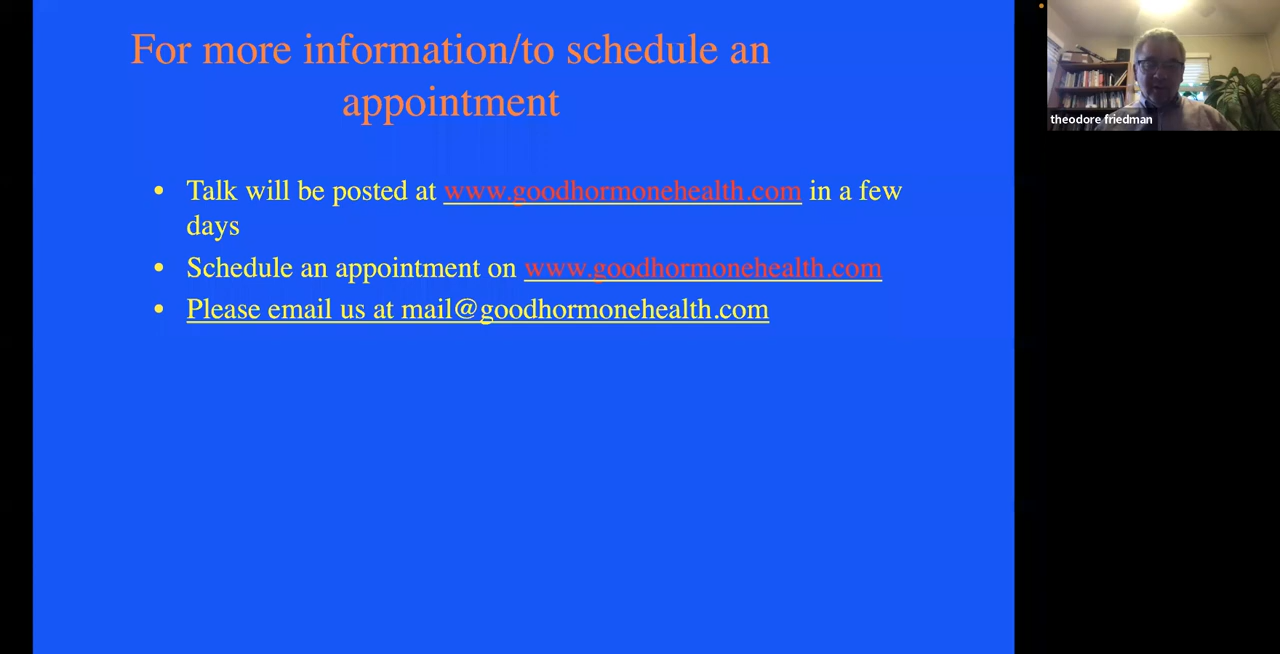 For more information/to schedule an
appointment
• Talk will be posted at www.goodhormonehealth.com in a few
days
• Schedule an appointment on www.goodhormonehealth.com
• Please email us at mail@goodhormonehealth.com
theodore friedman